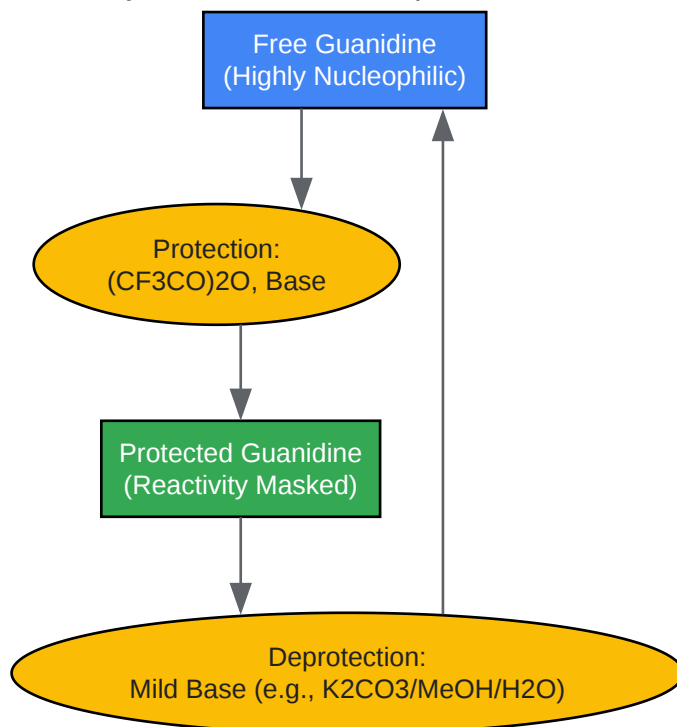 Free Guanidine
(Highly Nucleophilic)
Protection:
(CF3CO)2O, Base
Protected Guanidine
(Reactivity Masked)
Deprotection:
Mild Base (e.g., K2CO3/MeOH/H2O)